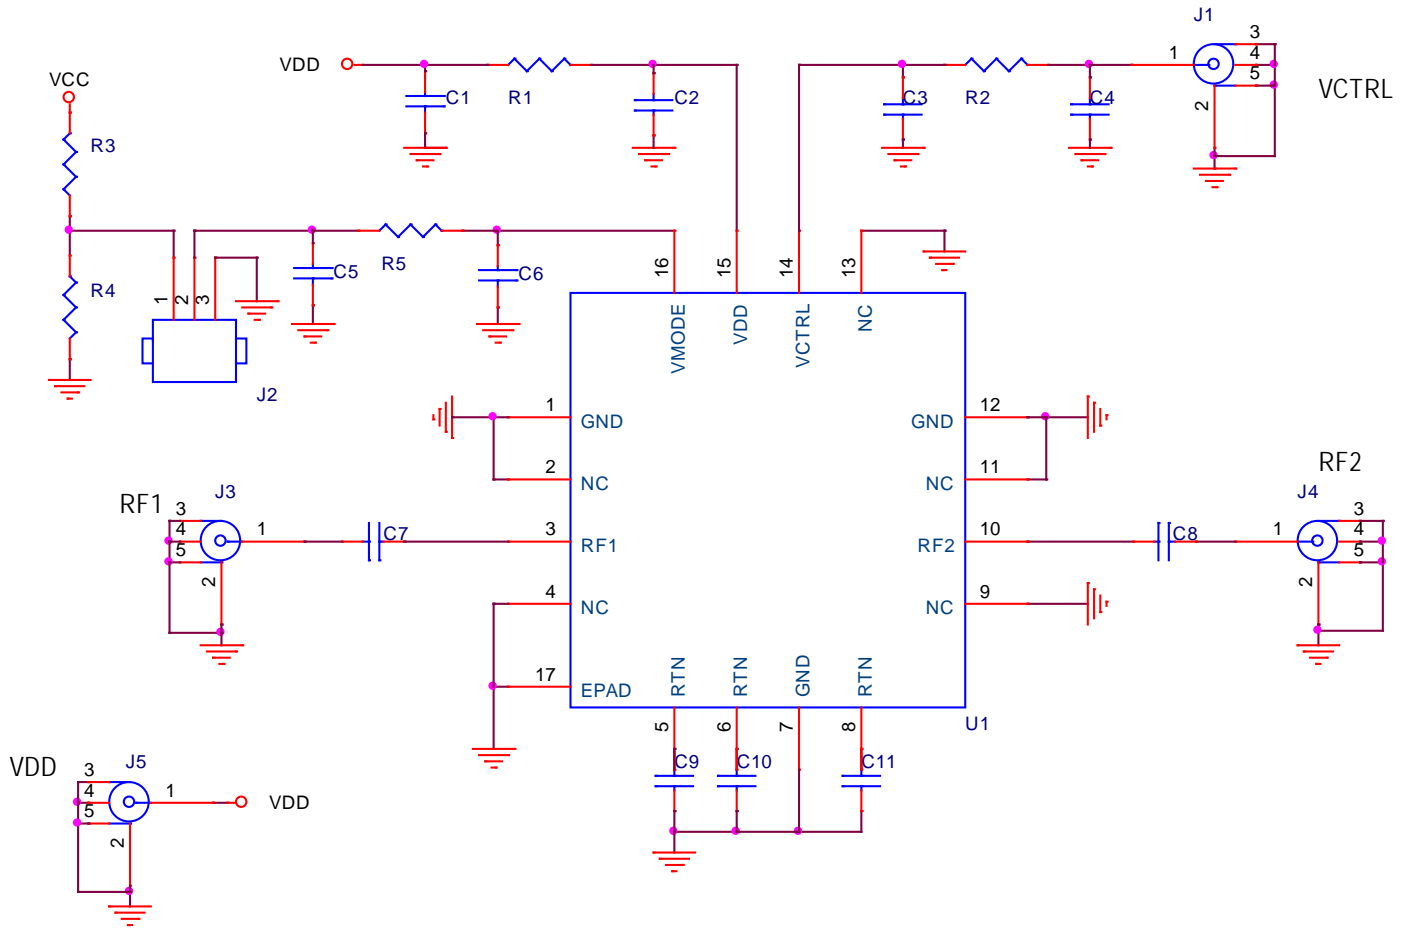 J1
3
VDD
1
4
VCC
5
C1
R1
C2
C3
R2
C4
VCTRL
2
R3
R5
C5
C6
16
15
14
13
R4
1
2
3
VMODE
VDD
VCTRL
NC
J2
1
GND
12
GND
2
NC
11
NC
RF1
J3
RF2
J4
3
4
5
1
2
C7
3
RF1
10
RF2
C8
1
3
4
5
2
4
NC
9
NC
17
EPAD
RTN
RTN
GND
RTN
5
6
7
8
U1
C9
C10
C11
VDD
J5
3
4
5
1
VDD
2